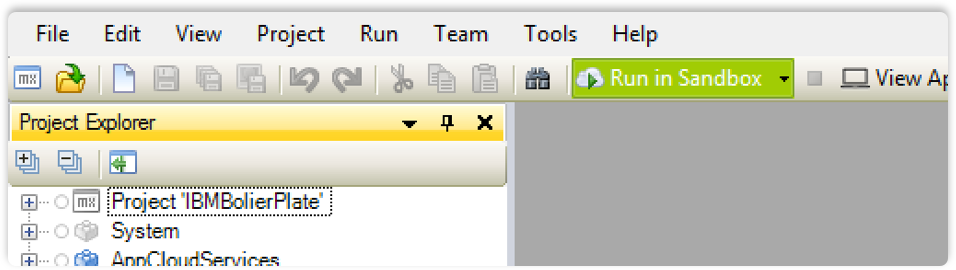 File Edit View Project Run Team Tools Help
mx Run in Sandbox View Ap
Project Explorer
mx Project 'IBMBolierPlate'
System
AppCloudServices